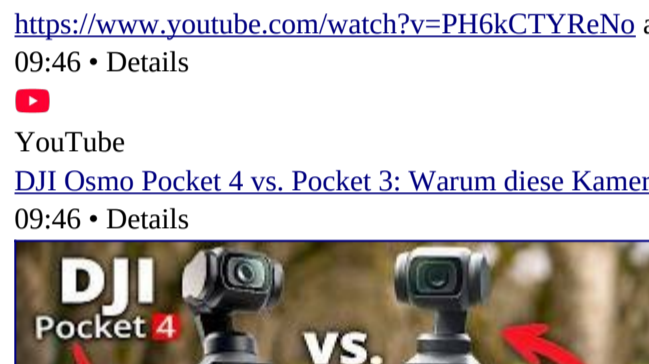 https://www.youtube.com/watch?v=PH6kCTYReNo
09:46 • Details
YouTube
DJI Osmo Pocket 4 vs. Pocket 3: Warum diese Kamer
09:46 • Details
DJI
Pocket 4
vs.